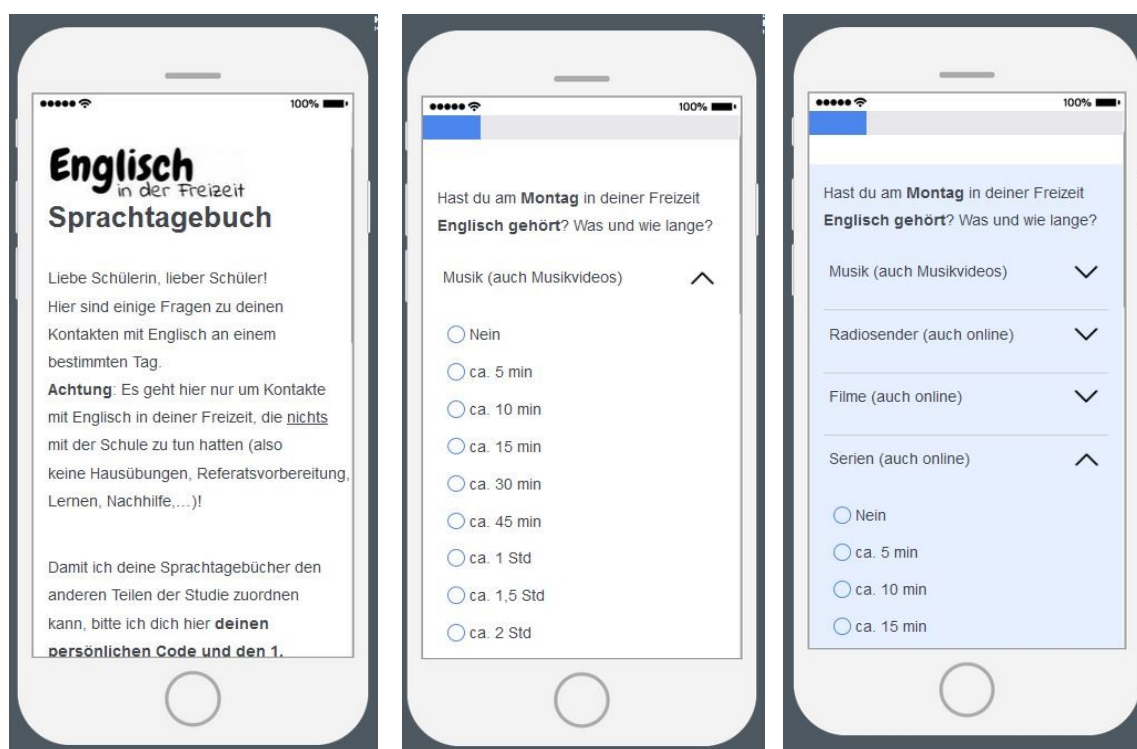 100%
Englisch
in der Freizeit
Sprachtagebuch
Liebe Schülerin, lieber Schüler!
Hier sind einige Fragen zu deinen
Kontakten mit Englisch an einem
bestimmten Tag.
Achtung: Es geht hier nur um Kontakte
mit Englisch in deiner Freizeit, die nichts
mit der Schule zu tun hatten (also
keine Hausübungen, Referatsvorbereitung,
Lernen, Nachhilfe,…)!
Damit ich deine Sprachtagebücher den
anderen Teilen der Studie zuordnen
kann, bitte ich dich hier deinen
persönlichen Code und den 1.
100%
Hast du am Montag in deiner Freizeit
Englisch gehört? Was und wie lange?
Musik (auch Musikvideos)
Nein
ca. 5 min
ca. 10 min
ca. 15 min
ca. 30 min
ca. 45 min
ca. 1 Std
ca. 1,5 Std
ca. 2 Std
100%
Hast du am Montag in deiner Freizeit
Englisch gehört? Was und wie lange?
Musik (auch Musikvideos)
Radiosender (auch online)
Filme (auch online)
Serien (auch online)
Nein
ca. 5 min
ca. 10 min
ca. 15 min